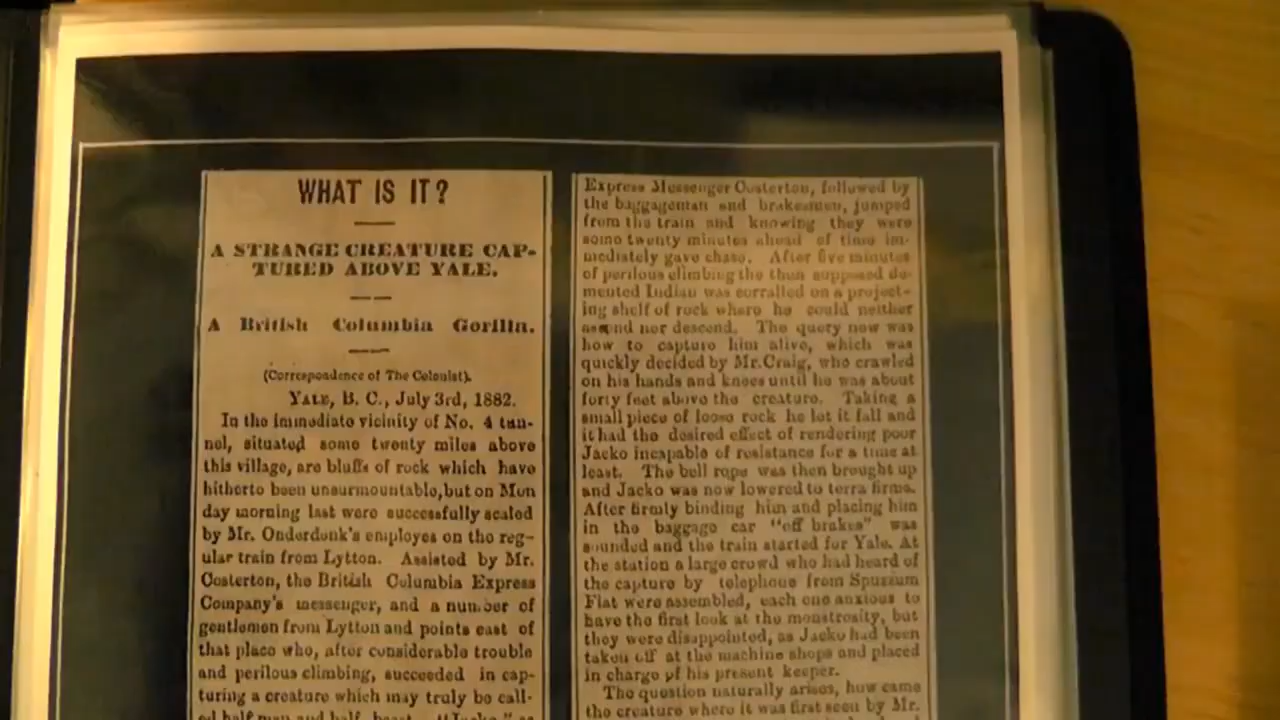 WHAT IS IT?
A STRANGE CREATURE CAP-
TURED ABOVE YALE.
A British Columbia Gorilla.
(Correspondence of The Colonist).
YALE, B. C., July 3rd, 1882.
In the immediate vicinity of No. 4 tun-
nel, situated some twenty miles above
this village, are bluffs of rock which have
hitherto been unsurmountable, but on Mon
day morning last were successfully scaled
by Mr. Onderdonk's employes on the reg-
ular train from Lytton. Assisted by Mr.
Costerton, the British Columbia Express
Company's messenger, and a number of
gentlemen from Lytton and points east of
that place who, after considerable trouble
and perilous climbing, succeeded in cap-
turing a creature which may truly be call-
ed half man and half beast. "Jacko," as
Express Messenger Costerton, followed by
the baggageman and brakesmen, jumped
from the train and knowing they were
some twenty minutes ahead of time im-
mediately gave chase. After five minutes
of perilous climbing the then supposed de-
mented Indian was corralled on a project-
ing shelf of rock where he could neither
ascend nor descend. The query now was
how to capture him alive, which was
quickly decided by Mr. Craig, who crawled
on his hands and knees until he was about
forty feet above the creature. Taking a
small piece of loose rock he let it fall and
it had the desired effect of rendering poor
Jacko incapable of resistance for a time at
least. The bell rope was then brought up
and Jacko was now lowered to terra firma.
After firmly binding him and placing him
in the baggage car "off brakes" was
sounded and the train started for Yale. At
the station a large crowd who had heard of
the capture by telephone from Spuzzum
Flat were assembled, each one anxious to
have the first look at the monstrosity, but
they were disappointed, as Jacko had been
taken off at the machine shops and placed
in charge of his present keeper.
The question naturally arises, how came
the creature where it was first seen by Mr.